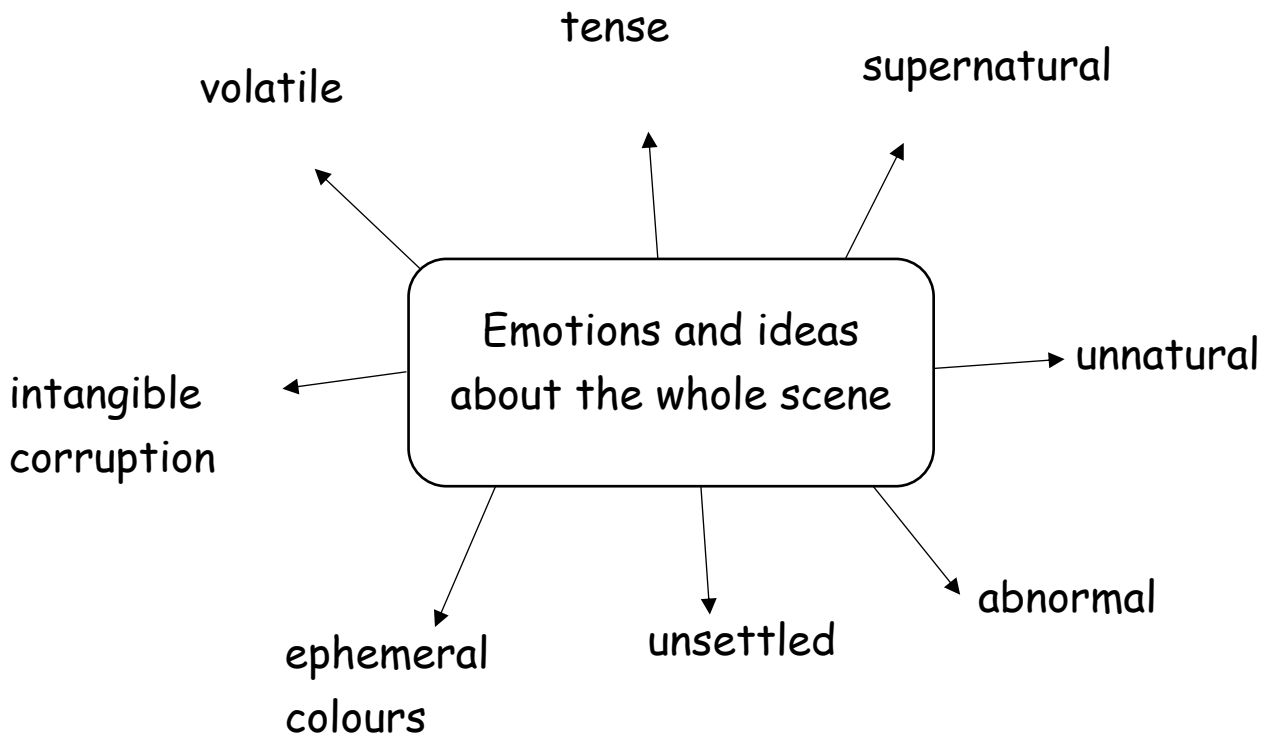 tense
supernatural
volatile
Emotions and ideas
about the whole scene
unnatural
intangible
corruption
abnormal
unsettled
ephemeral
colours